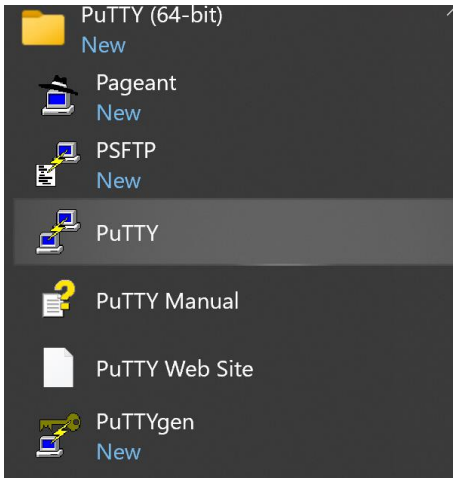 PuTTY (64-bit)
New
Pageant
New
PSFTP
New
PuTTY
PuTTY Manual
PuTTY Web Site
PuTTYgen
New